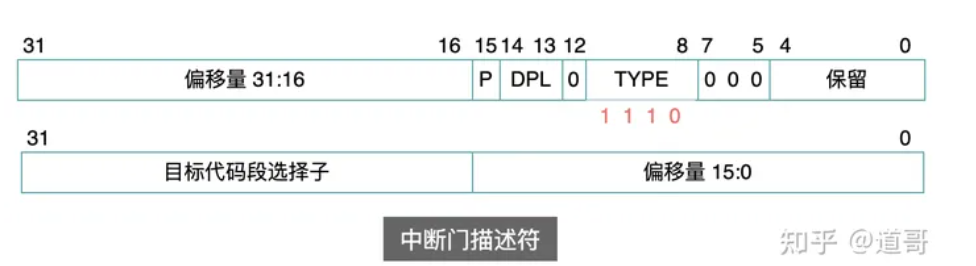 31 16 15 14 13 12 8 7 5 4 0
偏移量 31:16 P DPL 0 TYPE 0 0 0 保留
1 1 1 0
31 0
目标代码段选择子 偏移量 15:0
中断门描述符
知乎 @道哥